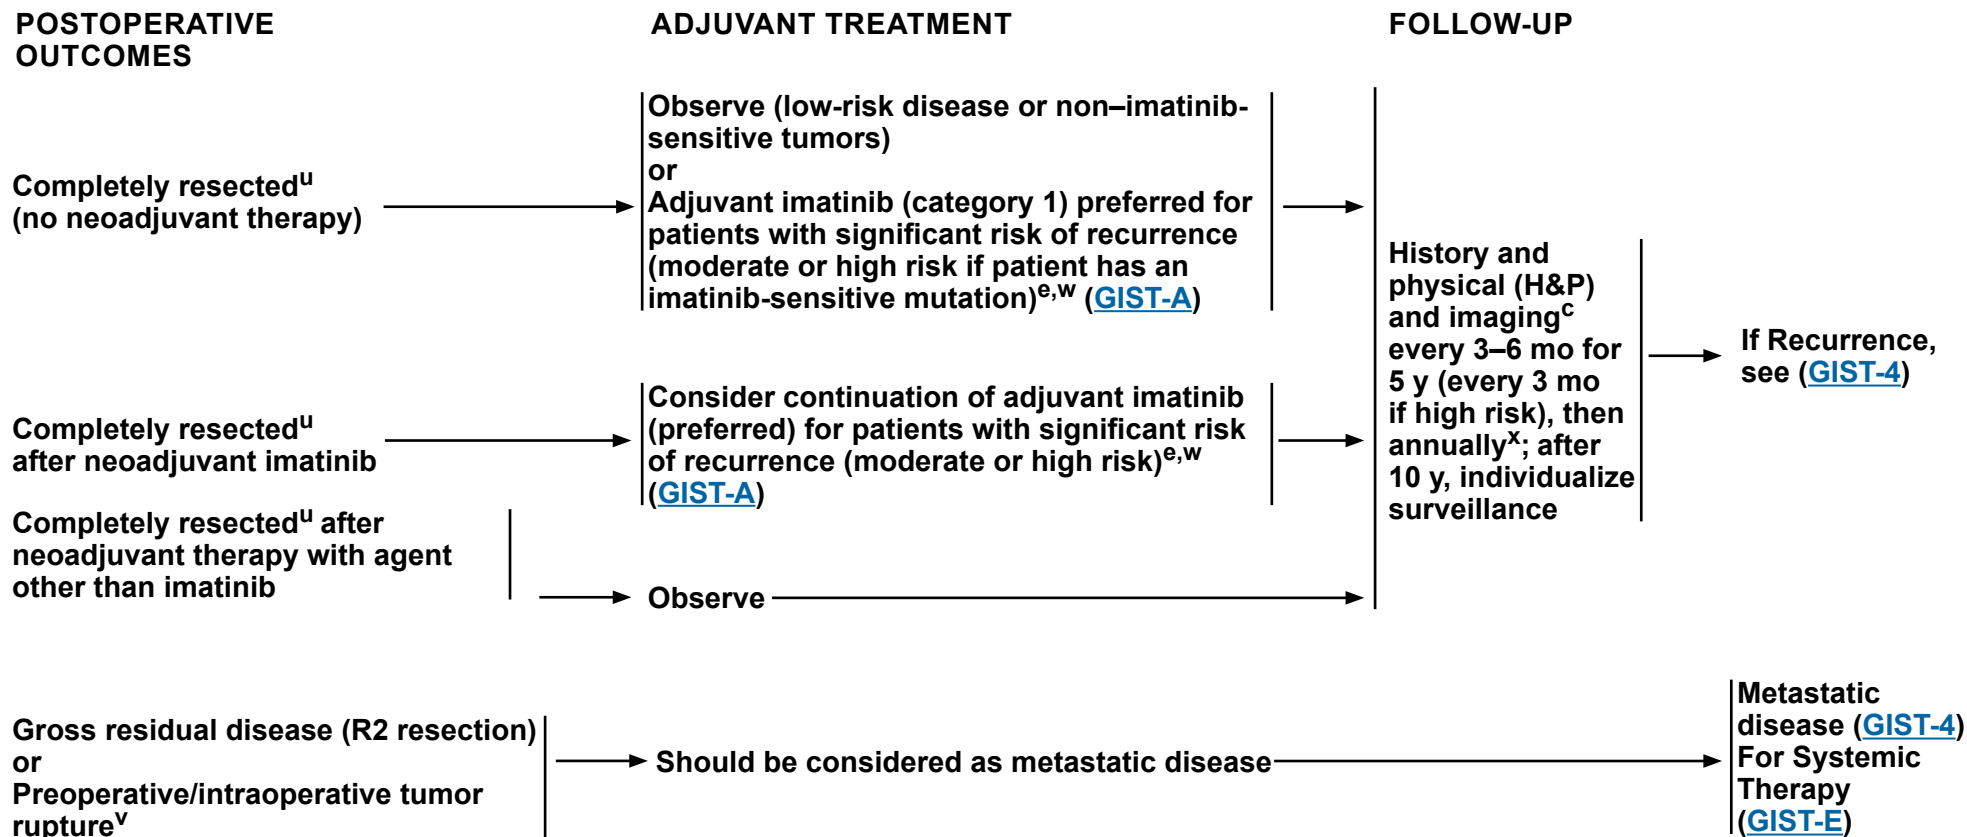 POSTOPERATIVE
OUTCOMES
ADJUVANT TREATMENT
FOLLOW-UP
Completely resectedᵘ
(no neoadjuvant therapy)
Observe (low-risk disease or non–imatinib-
sensitive tumors)
or
Adjuvant imatinib (category 1) preferred for
patients with significant risk of recurrence
(moderate or high risk if patient has an
imatinib-sensitive mutation)ᵉ,ʷ (GIST-A)
Completely resectedᵘ
after neoadjuvant imatinib
Consider continuation of adjuvant imatinib
(preferred) for patients with significant risk
of recurrence (moderate or high risk)ᵉ,ʷ
(GIST-A)
Completely resectedᵘ after
neoadjuvant therapy with agent
other than imatinib
Observe
History and
physical (H&P)
and imagingᶜ
every 3–6 mo for
5 y (every 3 mo
if high risk), then
annuallyˣ; after
10 y, individualize
surveillance
If Recurrence,
see (GIST-4)
Gross residual disease (R2 resection)
or
Preoperative/intraoperative tumor
ruptureᵛ
Should be considered as metastatic disease
Metastatic
disease (GIST-4)
For Systemic
Therapy
(GIST-E)